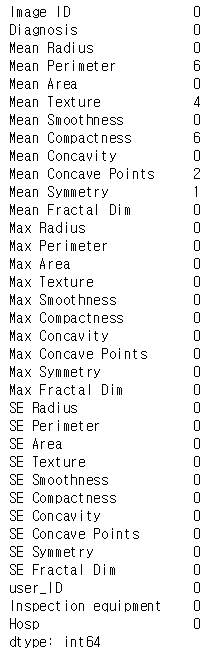 Image ID 0
Diagnosis 0
Mean Radius 0
Mean Perimeter 6
Mean Area 0
Mean Texture 4
Mean Smoothness 0
Mean Compactness 6
Mean Concavity 0
Mean Concave Points 2
Mean Symmetry 1
Mean Fractal Dim 0
Max Radius 0
Max Perimeter 0
Max Area 0
Max Texture 0
Max Smoothness 0
Max Compactness 0
Max Concavity 0
Max Concave Points 0
Max Symmetry 0
Max Fractal Dim 0
SE Radius 0
SE Perimeter 0
SE Area 0
SE Texture 0
SE Smoothness 0
SE Compactness 0
SE Concavity 0
SE Concave Points 0
SE Symmetry 0
SE Fractal Dim 0
user_ID 0
Inspection equipment 0
Hosp 0
dtype: int64